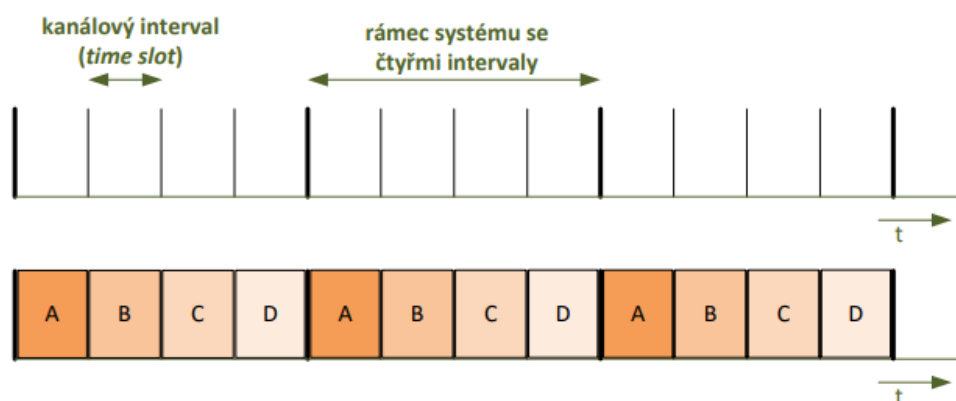 kanálový interval
(time slot)
rámec systému se
čtyřmi intervaly
t
A B C D A B C D A B C D
t